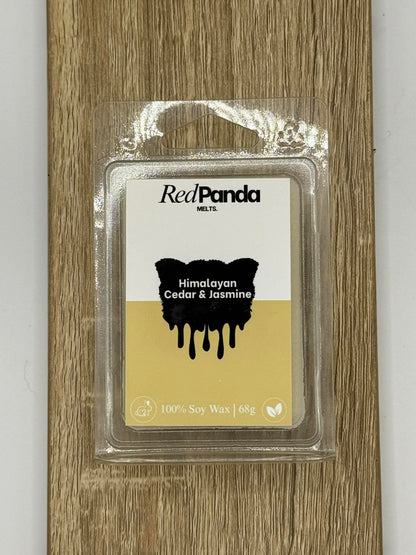 RedPanda
MELTS.
Himalayan
Cedar & Jasmine
100% Soy Wax | 68g